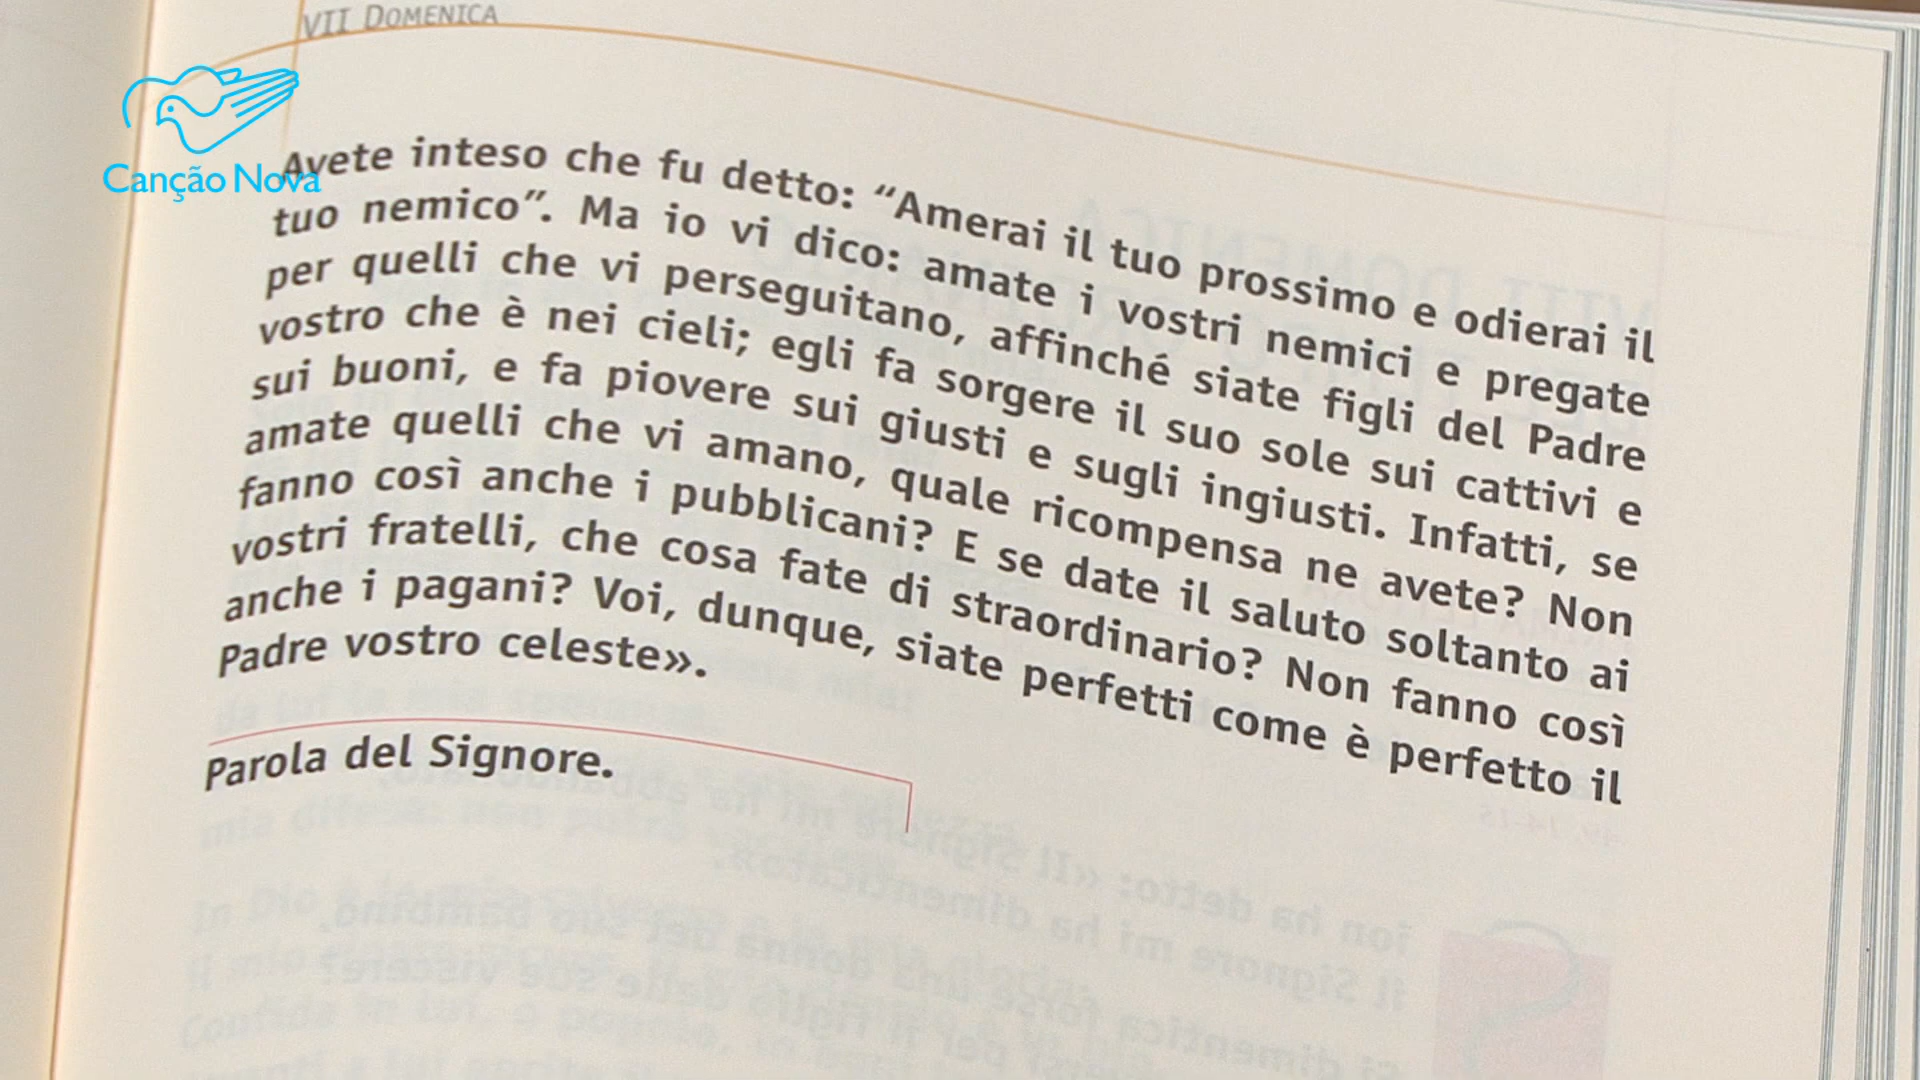 VII DOMENICA
Canção Nova
Avete inteso che fu detto: “Amerai il tuo prossimo e odierai il
tuo nemico”. Ma io vi dico: amate i vostri nemici e pregate
per quelli che vi perseguitano, affinché siate figli del Padre
vostro che è nei cieli; egli fa sorgere il suo sole sui cattivi e
sui buoni, e fa piovere sui giusti e sugli ingiusti. Infatti, se
amate quelli che vi amano, quale ricompensa ne avete? Non
fanno così anche i pubblicani? E se date il saluto soltanto ai
vostri fratelli, che cosa fate di straordinario? Non fanno così
anche i pagani? Voi, dunque, siate perfetti come è perfetto il
Padre vostro celeste».
Parola del Signore.